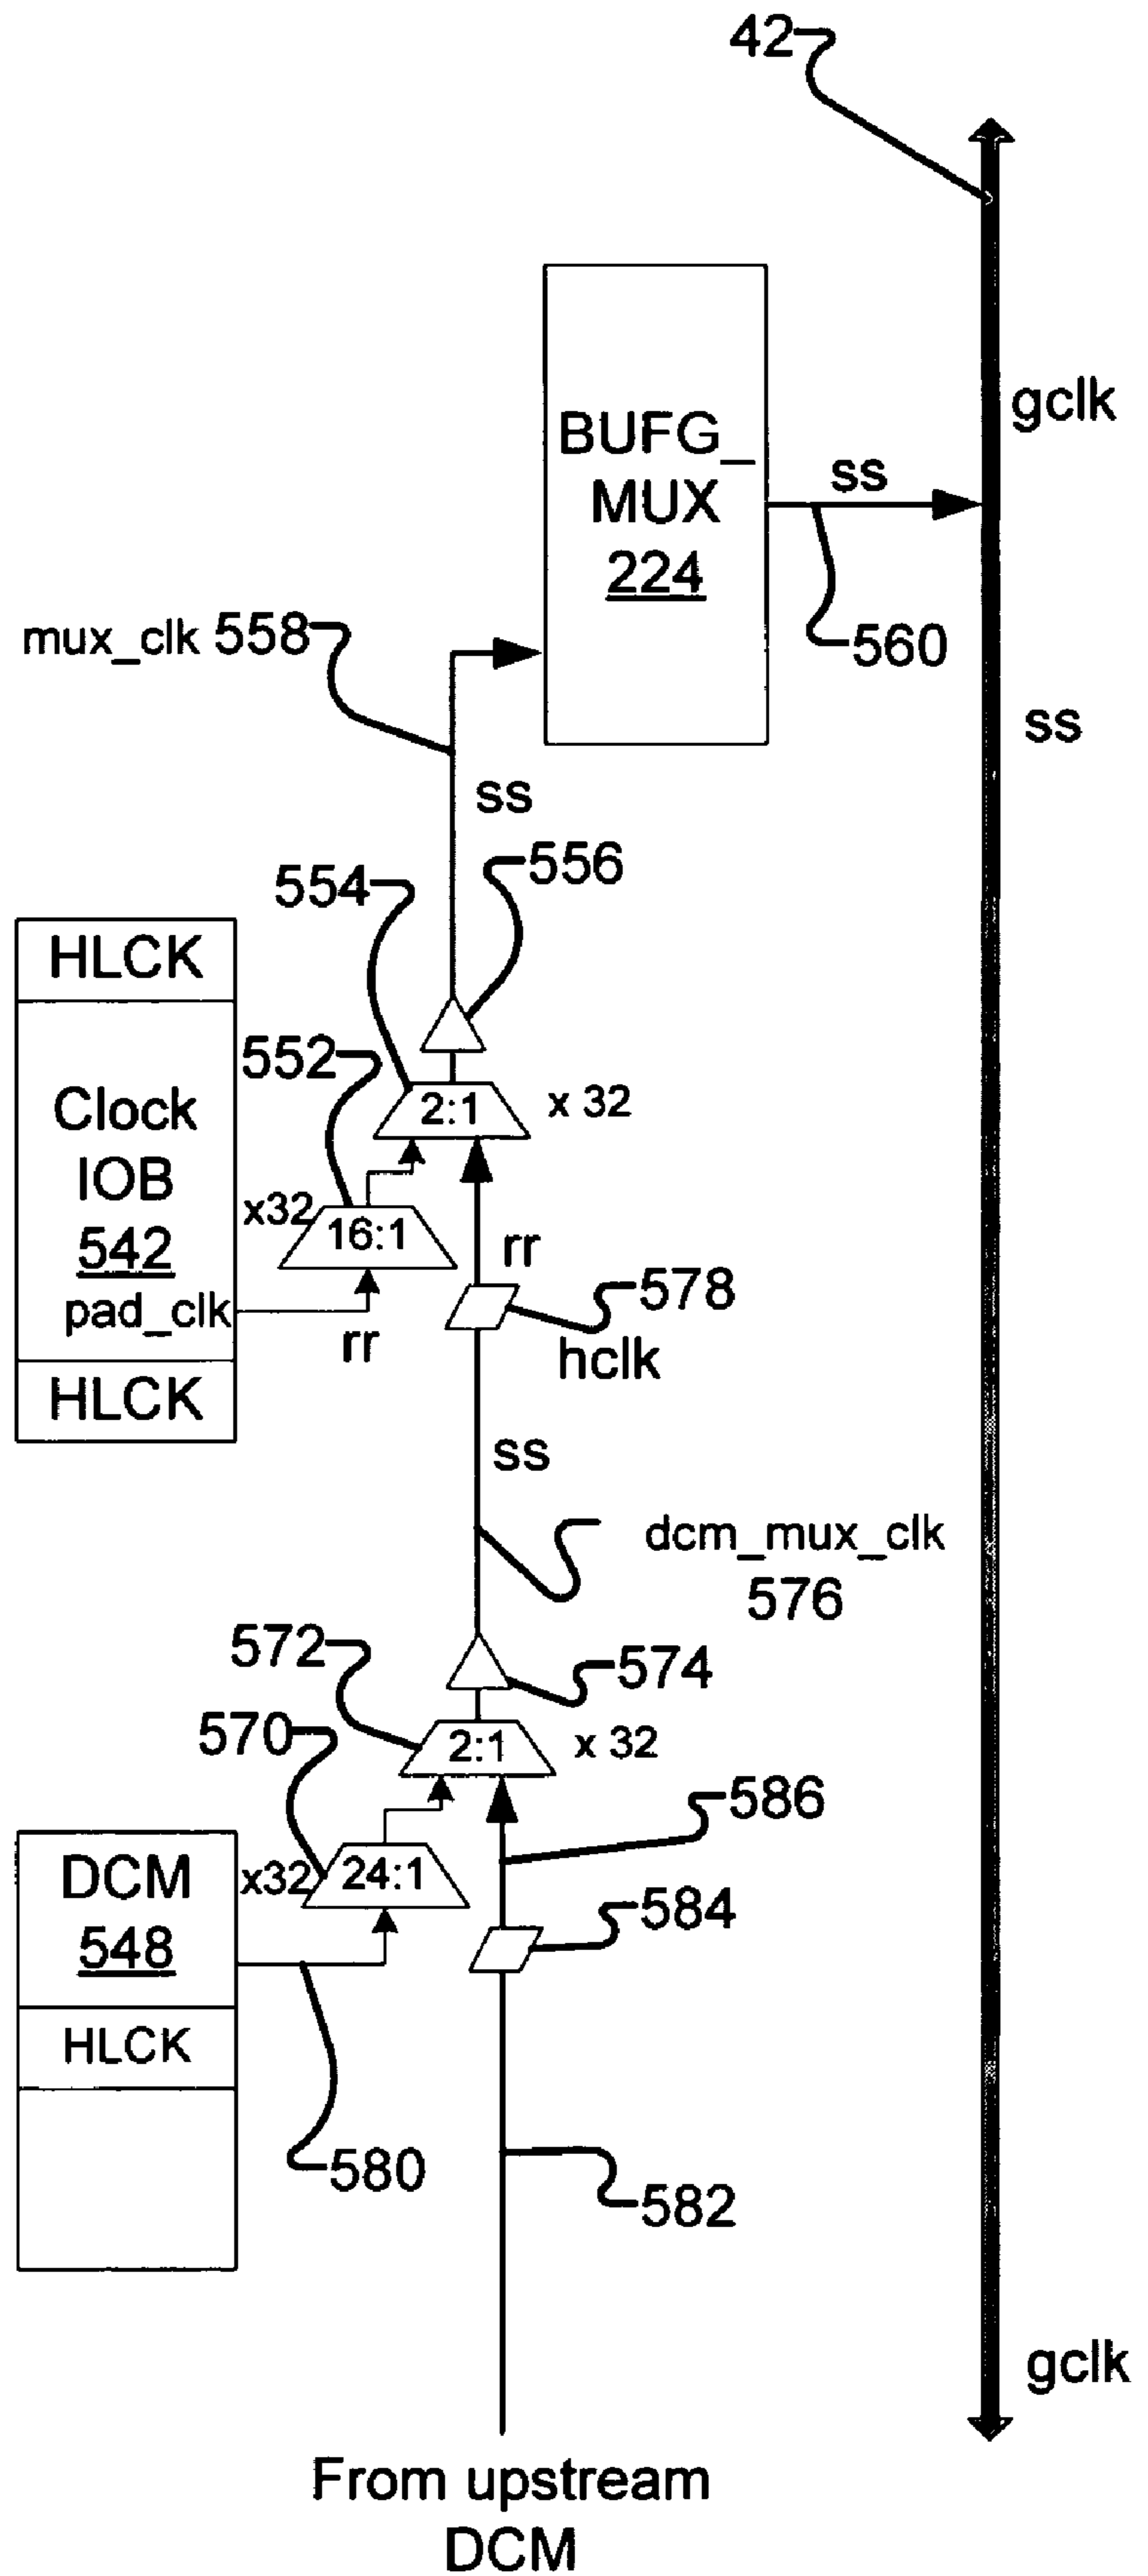 42
gclk
BUFG_
MUX
224
ss
560
mux_clk 558
ss
ss
554
556
HLCK
552
2:1
x 32
Clock
IOB
542
x32
16:1
rr
578
pad_clk
rr
hclk
HLCK
ss
dcm_mux_clk
576
572
574
570
2:1
x 32
586
DCM
548
x32
24:1
584
HLCK
580
582
gclk
From upstream
DCM